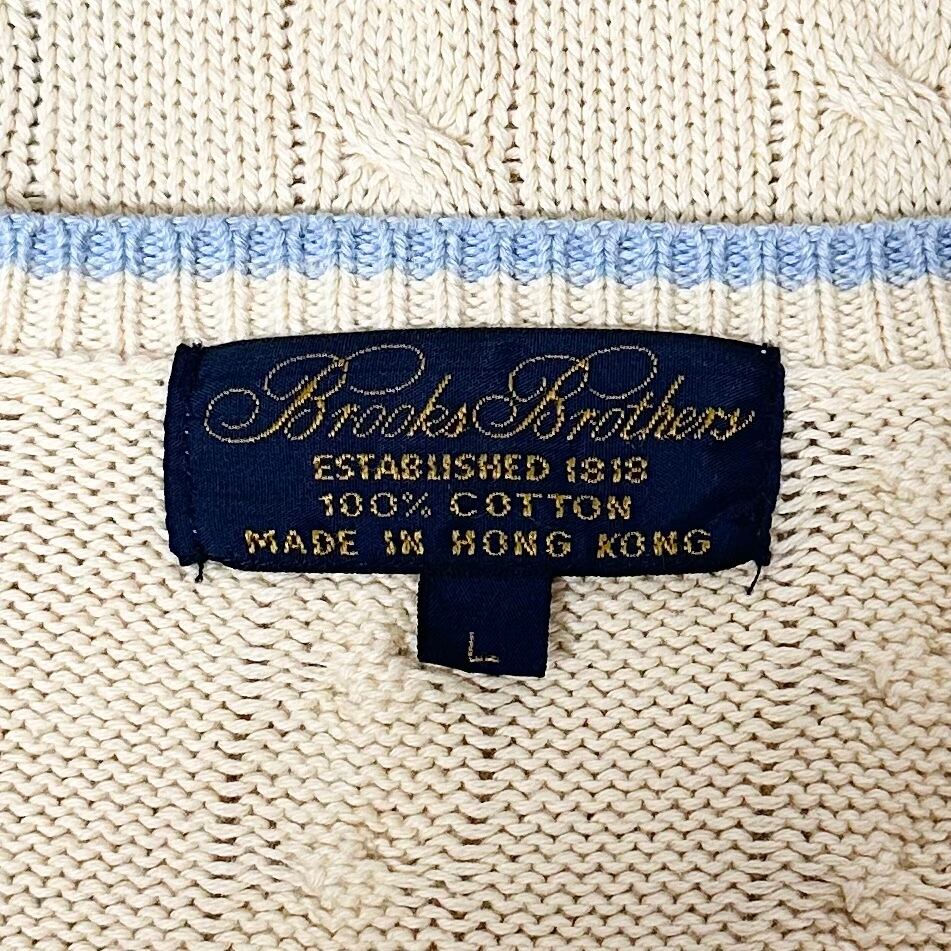 Brooks Brothers
ESTABLISHED 1818
100% COTTON
MADE IN HONG KONG
L